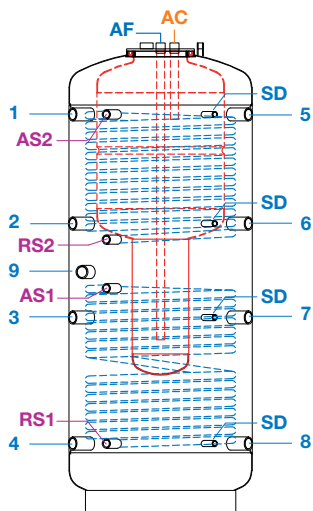 AF AC
1 SD 5
AS2
2 SD 6
RS2
9
AS1 SD
3 7
RS1 SD
4 8